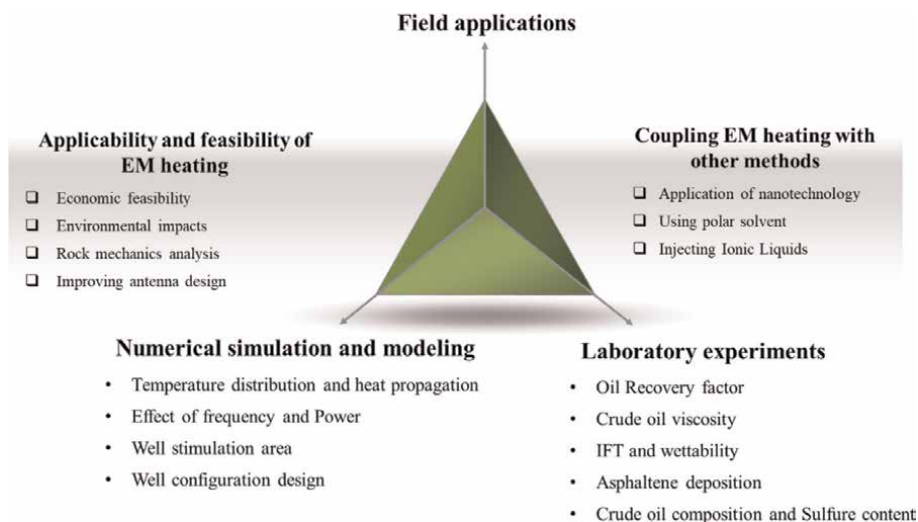 Field applications
Applicability and feasibility of
EM heating
Economic feasibility
Environmental impacts
Rock mechanics analysis
Improving antenna design
Coupling EM heating with
other methods
Application of nanotechnology
Using polar solvent
Injecting Ionic Liquids
Numerical simulation and modeling
• Temperature distribution and heat propagation
• Effect of frequency and Power
• Well stimulation area
• Well configuration design
Laboratory experiments
• Oil Recovery factor
• Crude oil viscosity
• IFT and wettability
• Asphaltene deposition
• Crude oil composition and Sulfure content